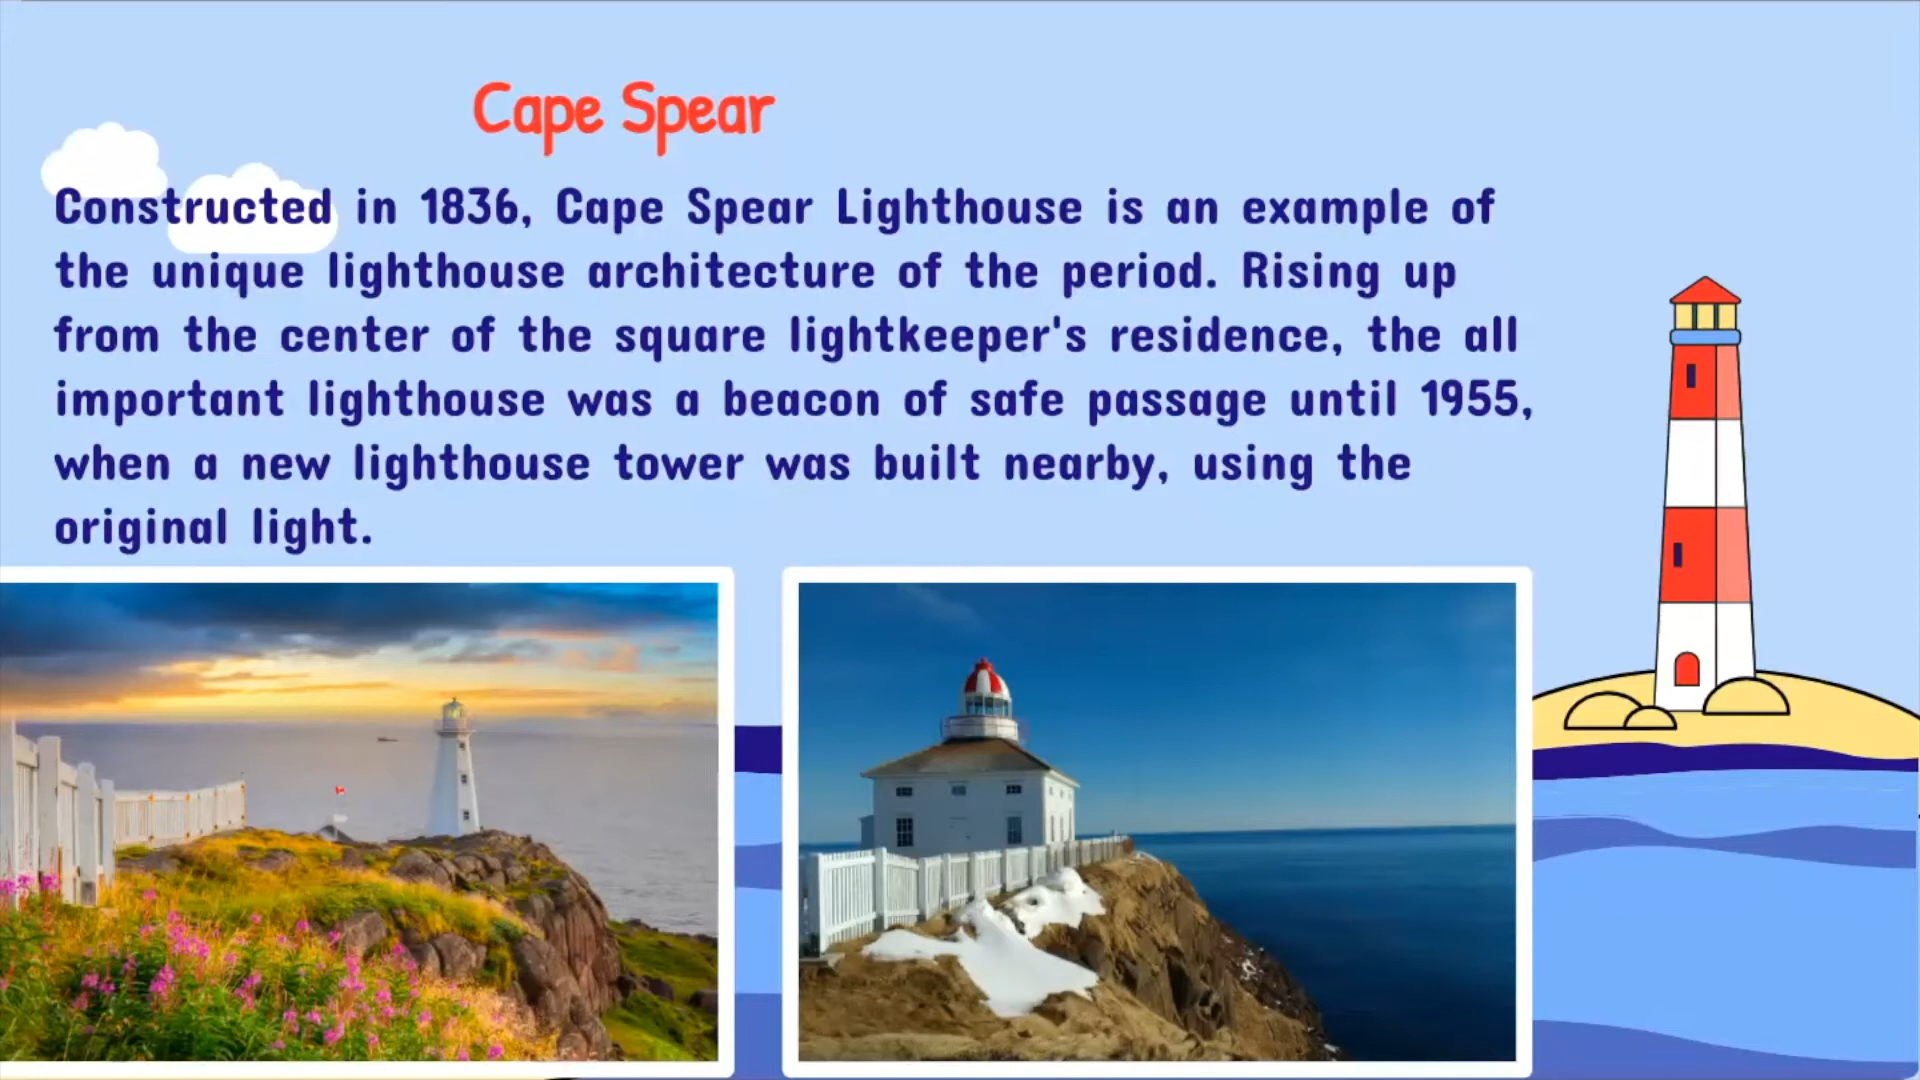 Cape Spear
Constructed in 1836, Cape Spear Lighthouse is an example of
the unique lighthouse architecture of the period. Rising up
from the center of the square lightkeeper's residence, the all
important lighthouse was a beacon of safe passage until 1955,
when a new lighthouse tower was built nearby, using the
original light.